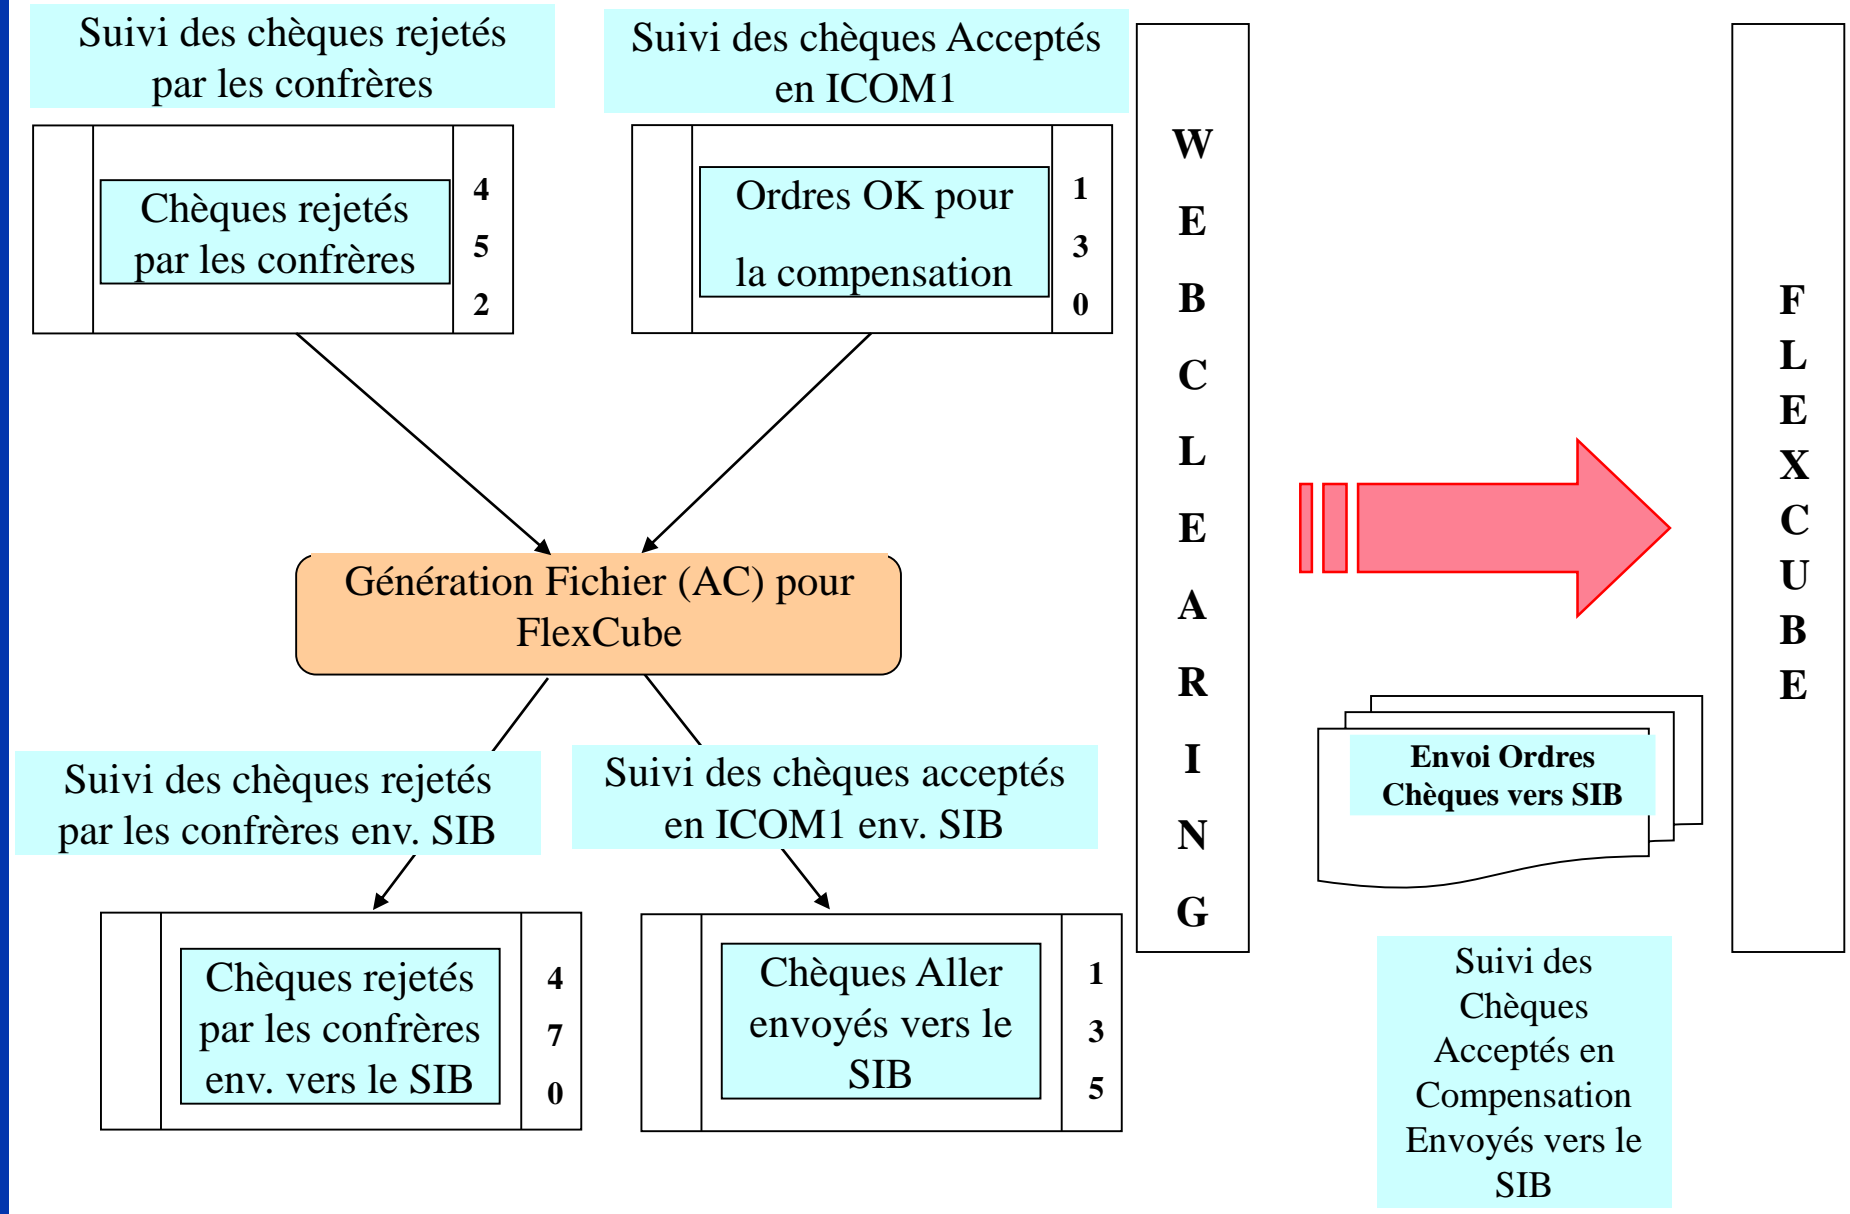 Suivi des chèques rejetés
par les confrères
Suivi des chèques Acceptés
en ICOM1
Chèques rejetés
par les confrères
4
5
2
Ordres OK pour
la compensation
1
3
0
Génération Fichier (AC) pour
FlexCube
Suivi des chèques rejetés
par les confrères env. SIB
Suivi des chèques acceptés
en ICOM1 env. SIB
Chèques rejetés
par les confrères
env. vers le SIB
4
7
0
Chèques Aller
envoyés vers le
SIB
1
3
5
W
E
B
C
L
E
A
R
I
N
G
Envoi Ordres
Chèques vers SIB
Suivi des
Chèques
Acceptés en
Compensation
Envoyés vers le
SIB
F
L
E
X
C
U
B
E